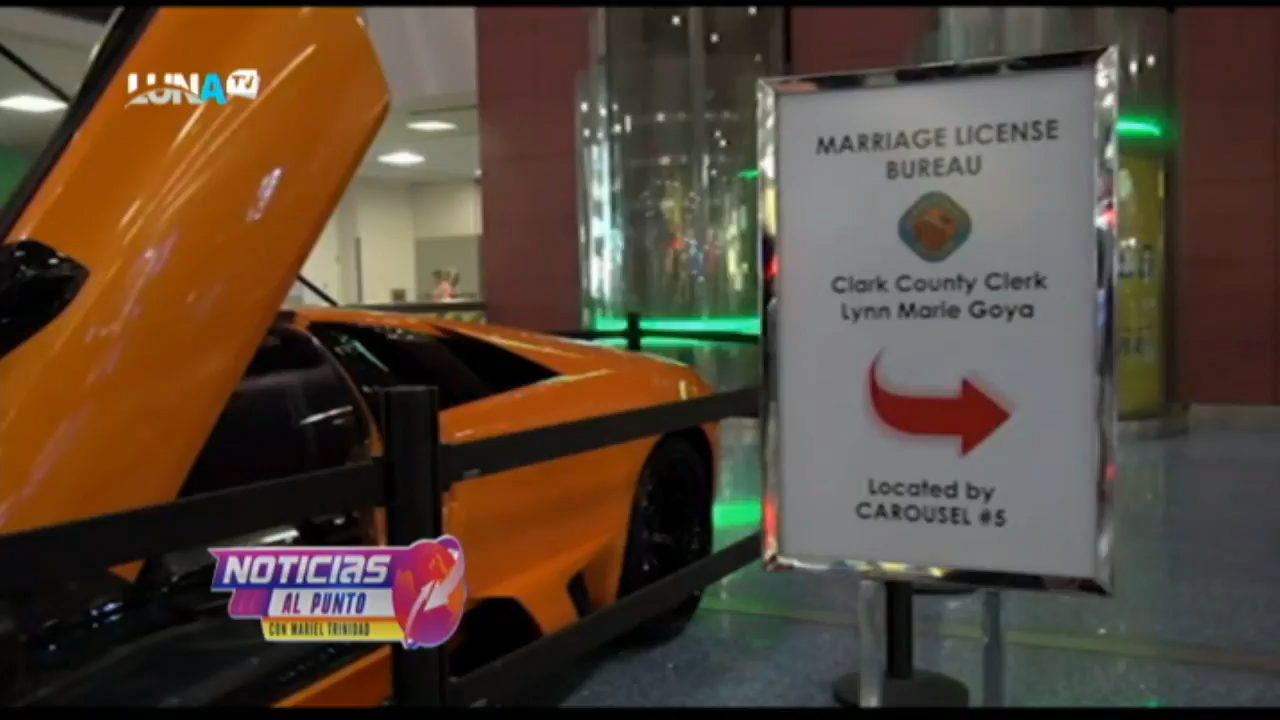 LUNA TV
MARRIAGE LICENSE
BUREAU
Clark County Clerk
Lynn Marie Goya
Located by
CAROUSEL #5
NOTICIAS
AL PUNTO
CON MARIEL TRINIDAD